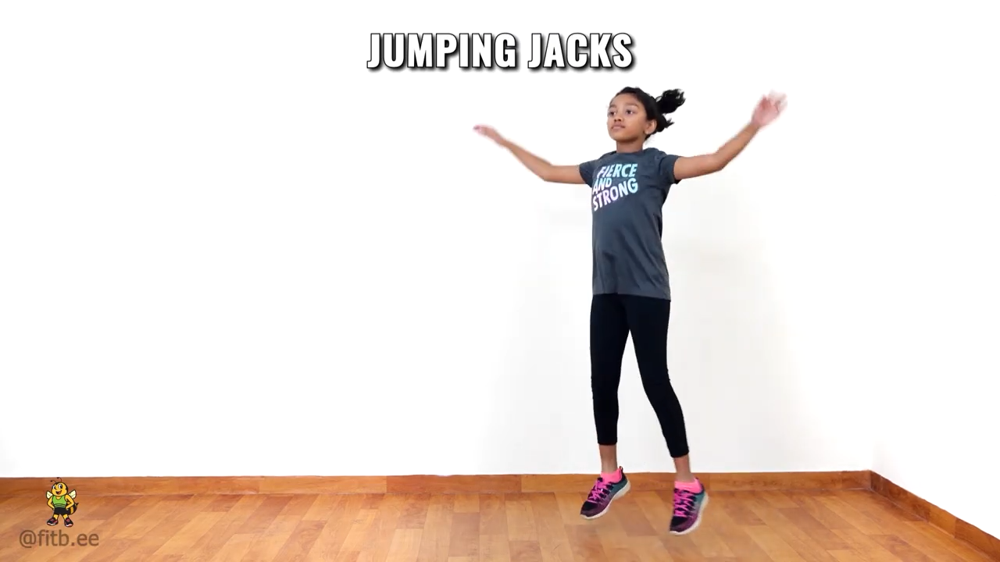 JUMPING JACKS
FIERCE
AND
STRONG
@fitb.ee